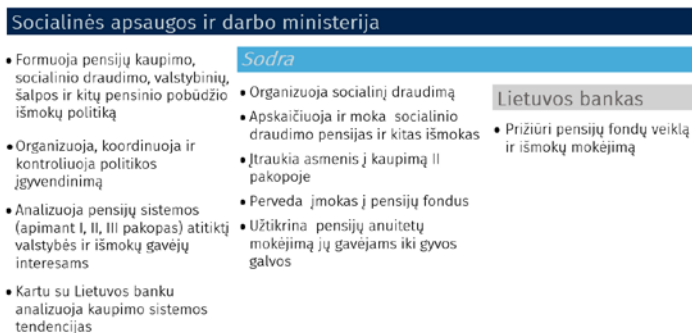 Socialinės apsaugos ir darbo ministerija
• Formuoja pensijų kaupimo,
socialinio draudimo, valstybinių,
šalpos ir kitų pensinio pobūdžio
išmokų politiką
• Organizuoja, koordinuoja ir
kontroliuoja politikos
įgyvendinimą
• Analizuoja pensijų sistemos
(apimant I, II, III pakopas) atitiktį
valstybės ir išmokų gavėjų
interesams
• Kartu su Lietuvos banku
analizuoja kaupimo sistemos
tendencijas
Sodra
• Organizuoja socialinį draudimą
• Apskaičiuoja ir moka socialinio
draudimo pensijas ir kitas išmokas
• Įtraukia asmenis į kaupimą II
pakopoje
• Perveda įmokas į pensijų fondus
• Užtikrina pensijų anuitetų
mokėjimą jų gavėjams iki gyvos
galvos
Lietuvos bankas
• Prižiūri pensijų fondų veiklą
ir išmokų mokėjimą